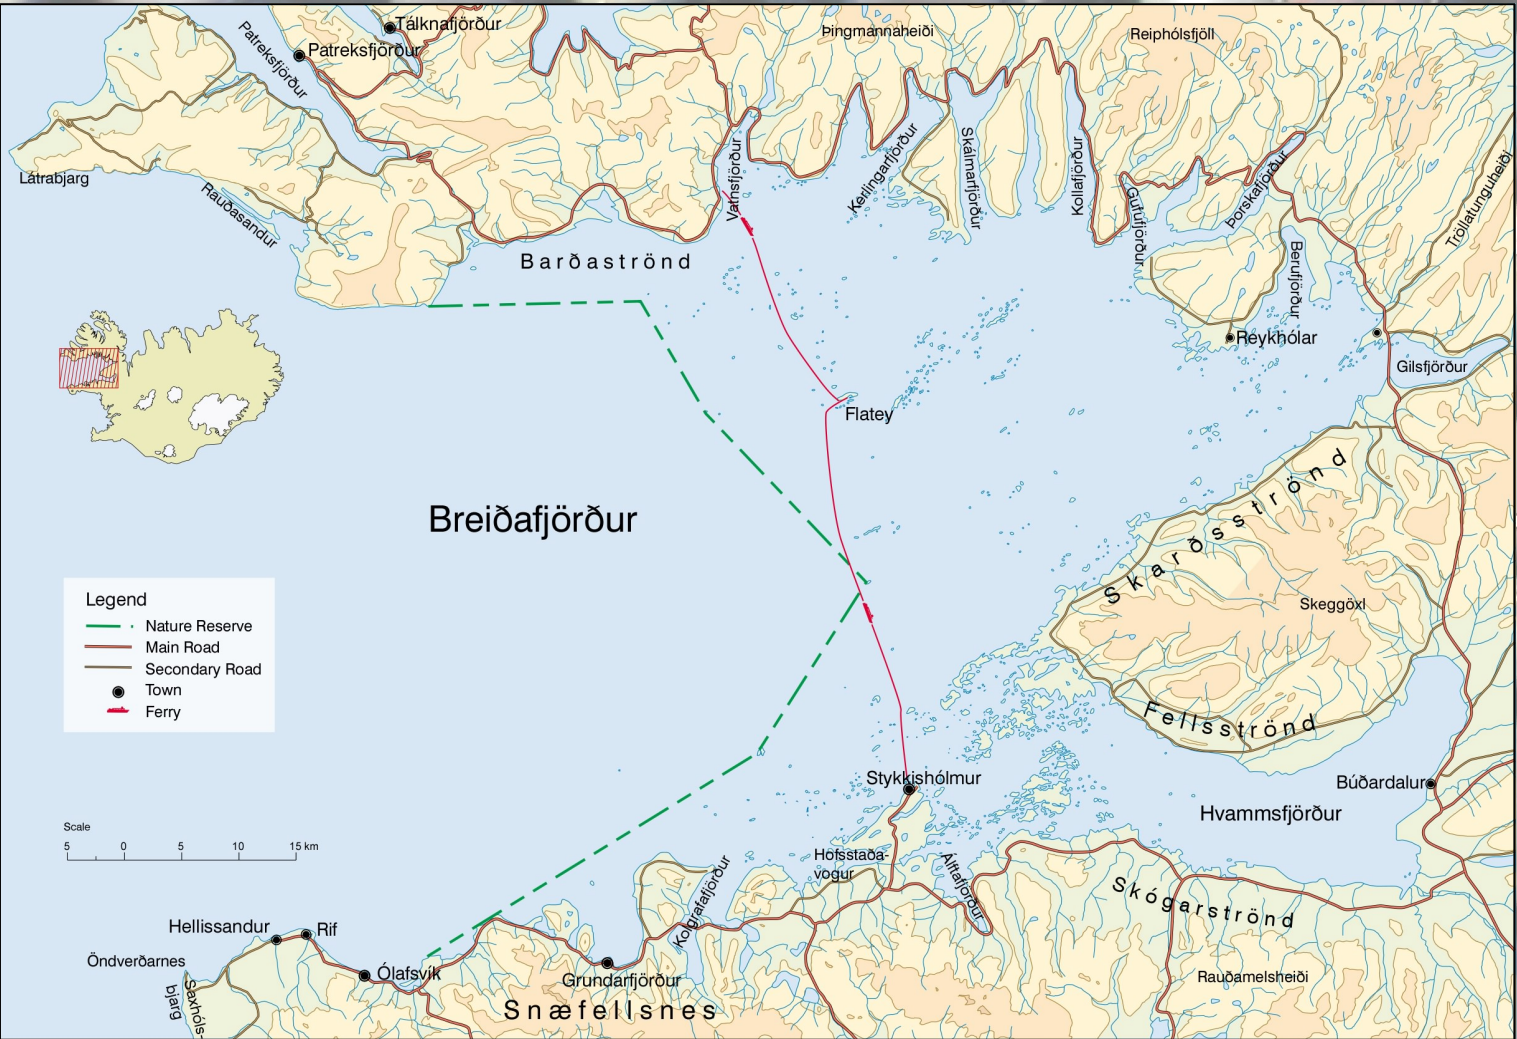 Tálknafjörður
Patreksfjörður
Patreksfjörður
Þingmannaheiði
Reiphólsfjöll
Látrabjarg
Rauðasandur
Barðaströnd
Vatnsfjörður
Kerlingarfjörður
Skálmarfjörður
Kollafjörður
Gufufjörður
Þorskafjörður
Berufjörður
Tröllatunguheiði
Reykhólar
Gilsfjörður
Flatey
Breiðafjörður
Skarðsströnd
Skeggöxl
Fellsströnd
Legend
Nature Reserve
Main Road
Secondary Road
Town
Ferry
Stykkishólmur
Búðardalur
Hvammsfjörður
Scale
5 0 5 10 15 km
Hofsstaða-
vogur
Álftafjörður
Kolgrafafjörður
Skógarströnd
Hellissandur
Rif
Öndverðarnes
Ólafsvík
Grundarfjörður
Snæfellsnes
Rauðamelsheiði
Saxhóls-
bjarg